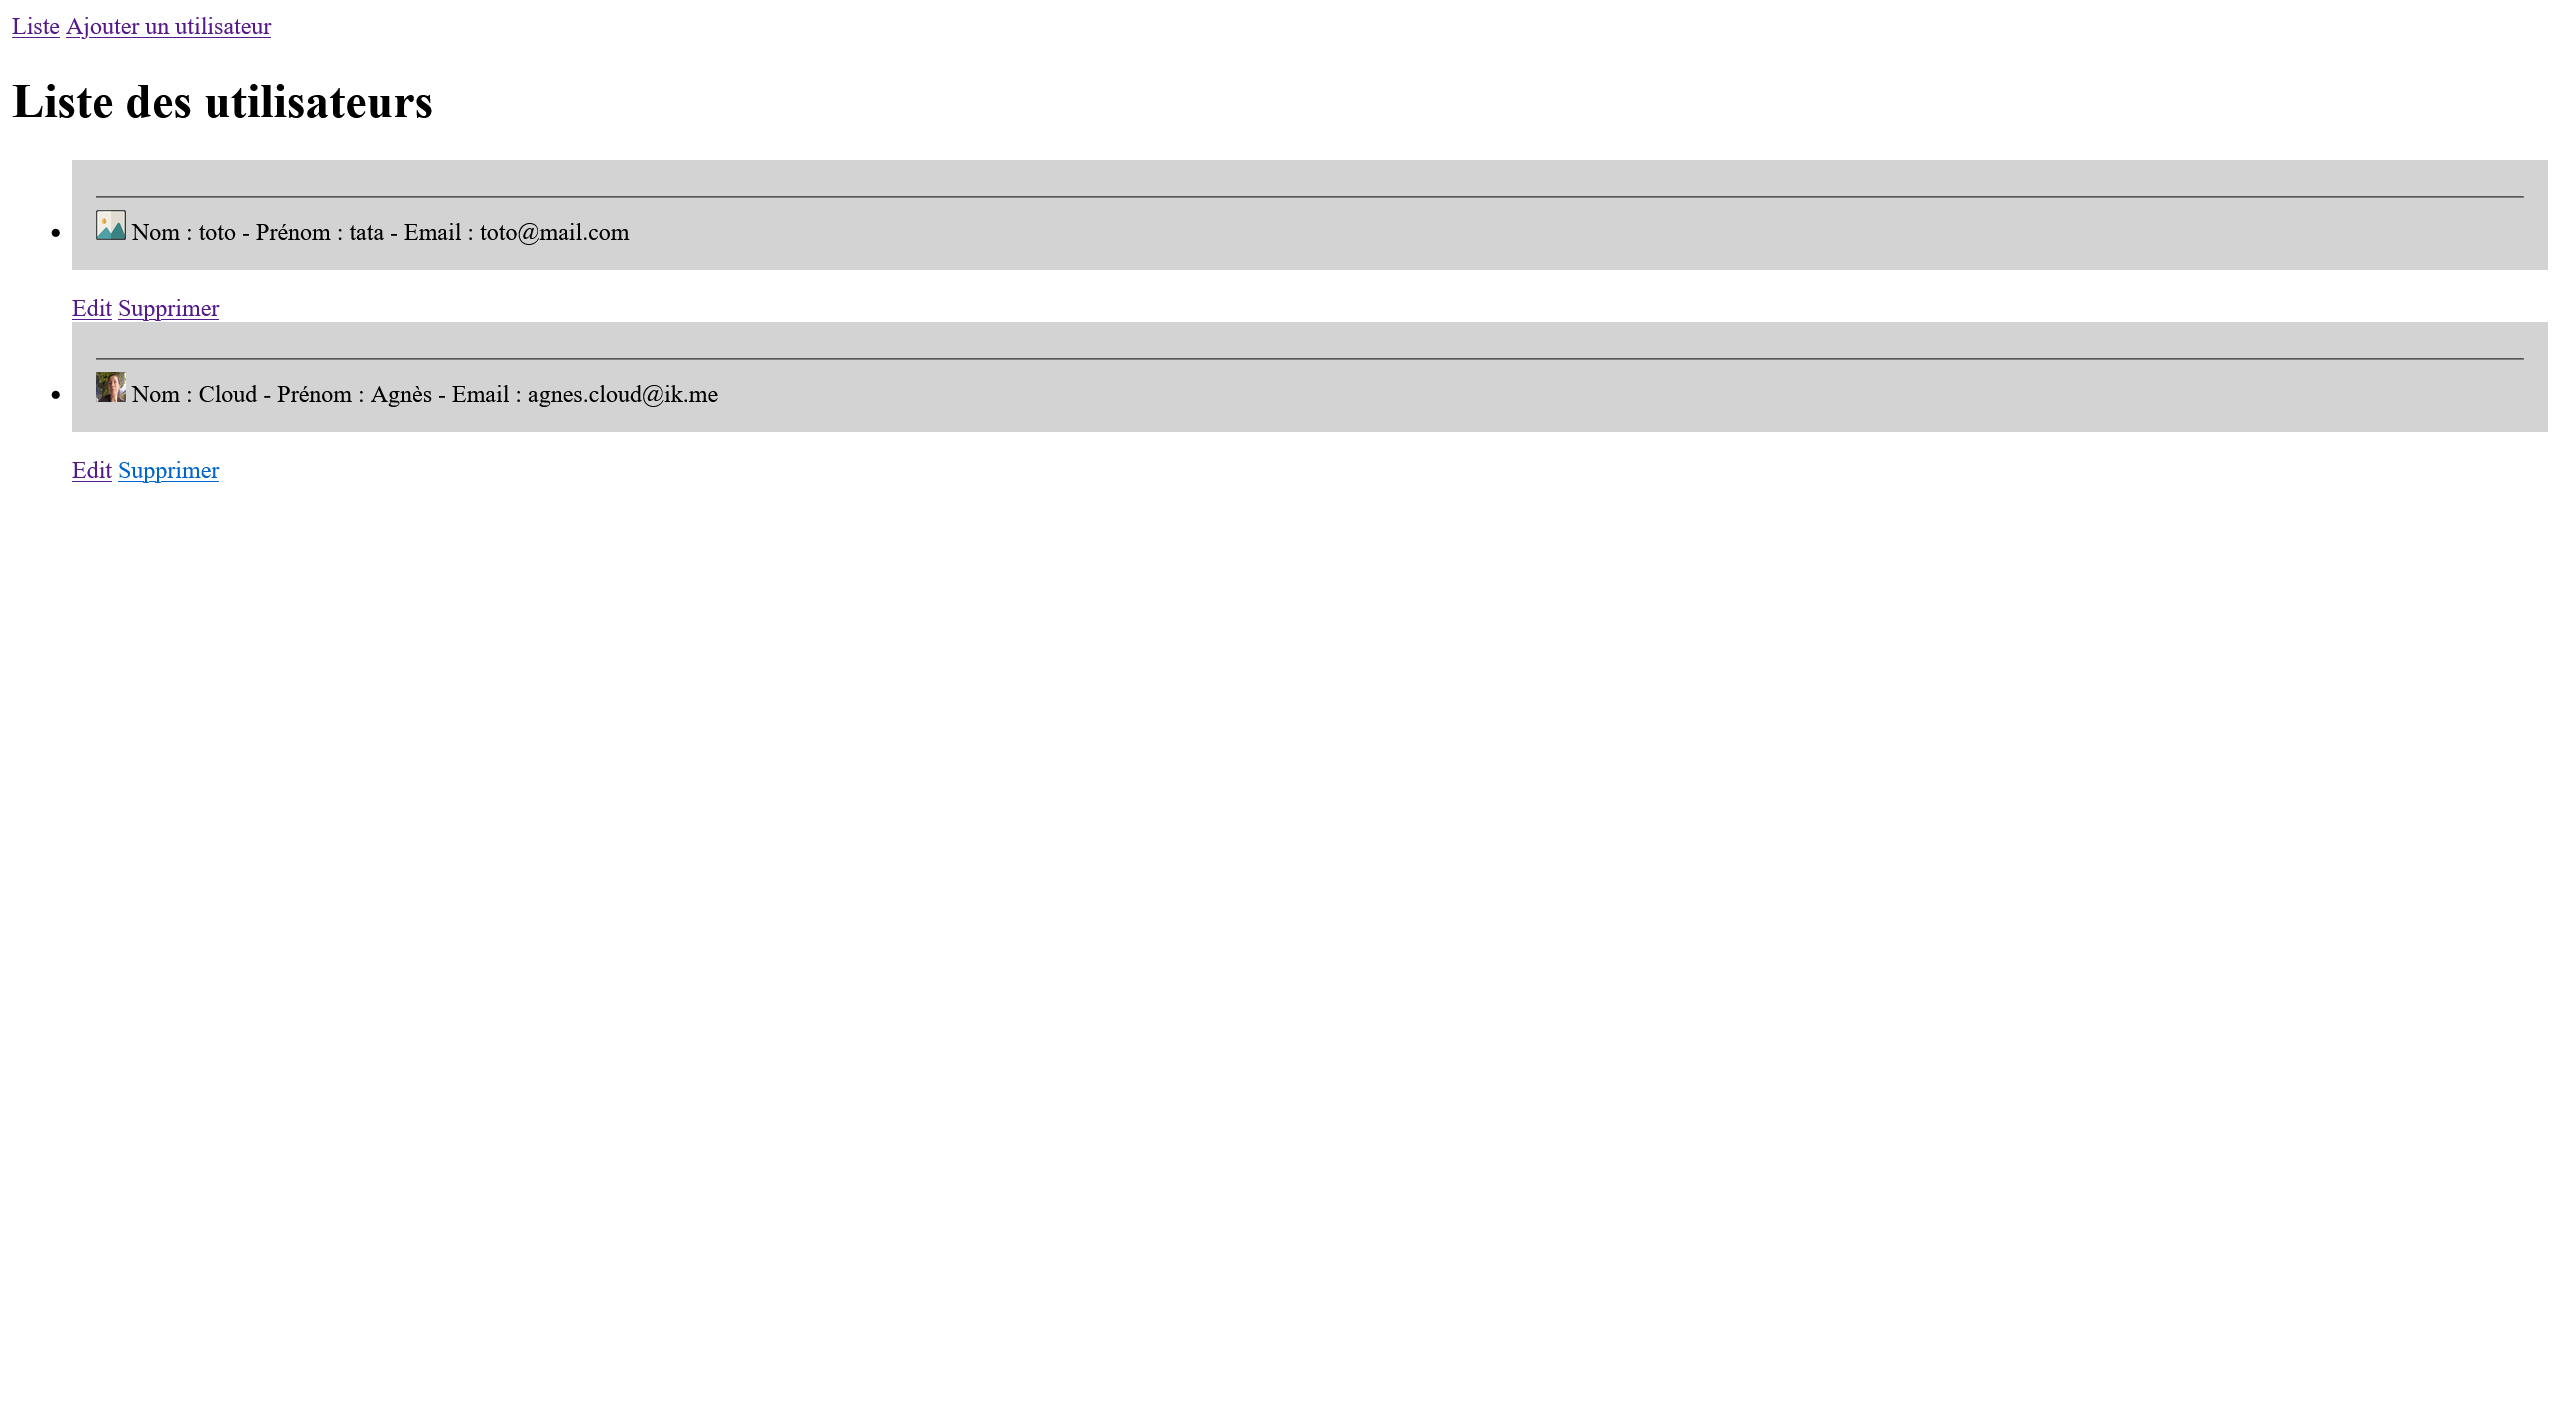 Liste Ajouter un utilisateur
Liste des utilisateurs
Nom : toto - Prénom : tata - Email : toto@mail.com
Edit Supprimer
Nom : Cloud - Prénom : Agnès - Email : agnes.cloud@ik.me
Edit Supprimer